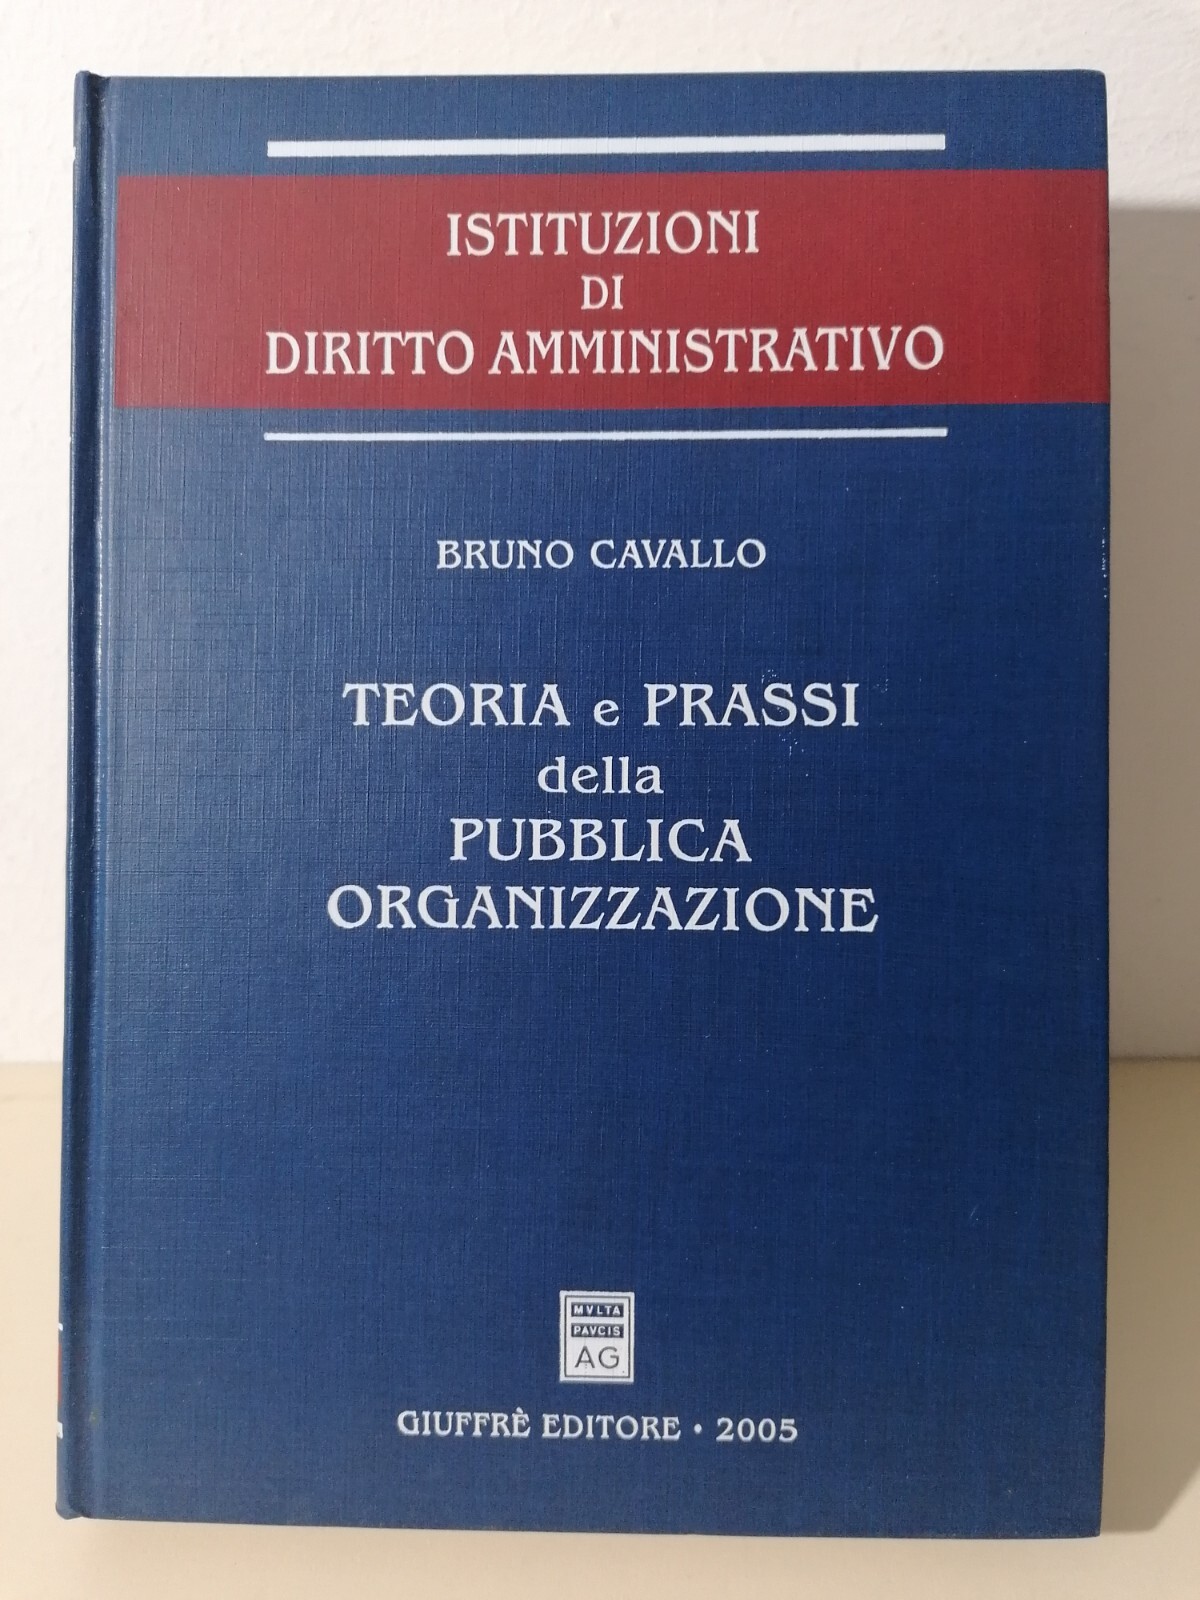 ISTITUZIONI
DI
DIRITTO AMMINISTRATIVO
BRUNO CAVALLO
TEORIA e PRASSI
della
PUBBLICA
ORGANIZZAZIONE
MVLTA
PAVCIS
AG
GIUFFRÈ EDITORE • 2005